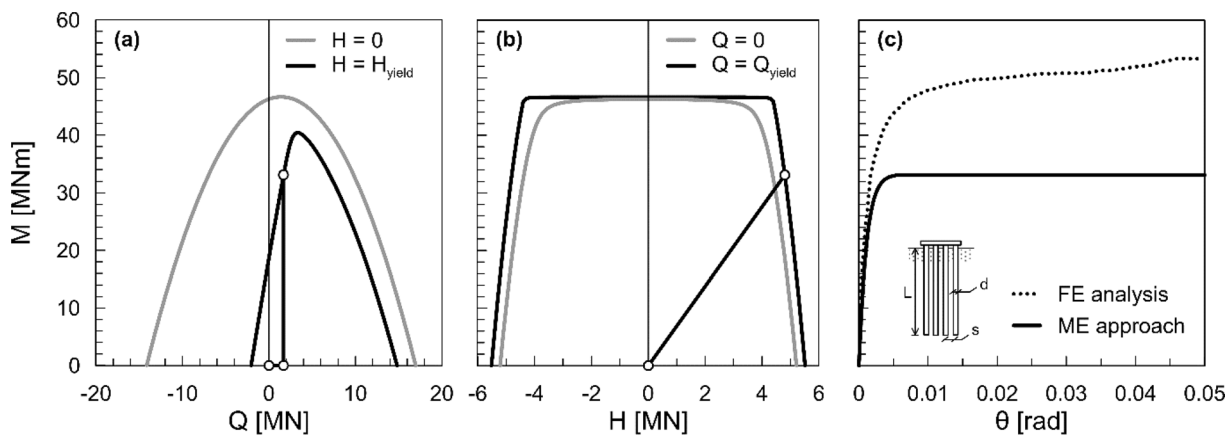 (a)
H = 0
H = Hyield
M [MNm]
60
50
40
30
20
10
0
-20
-10
0
10
20
Q [MN]
(b)
Q = 0
Q = Qyield
-6
-4
-2
0
2
4
6
H [MN]
(c)
L
d
s
FE analysis
ME approach
0
0.01
0.02
0.03
0.04
0.05
θ [rad]